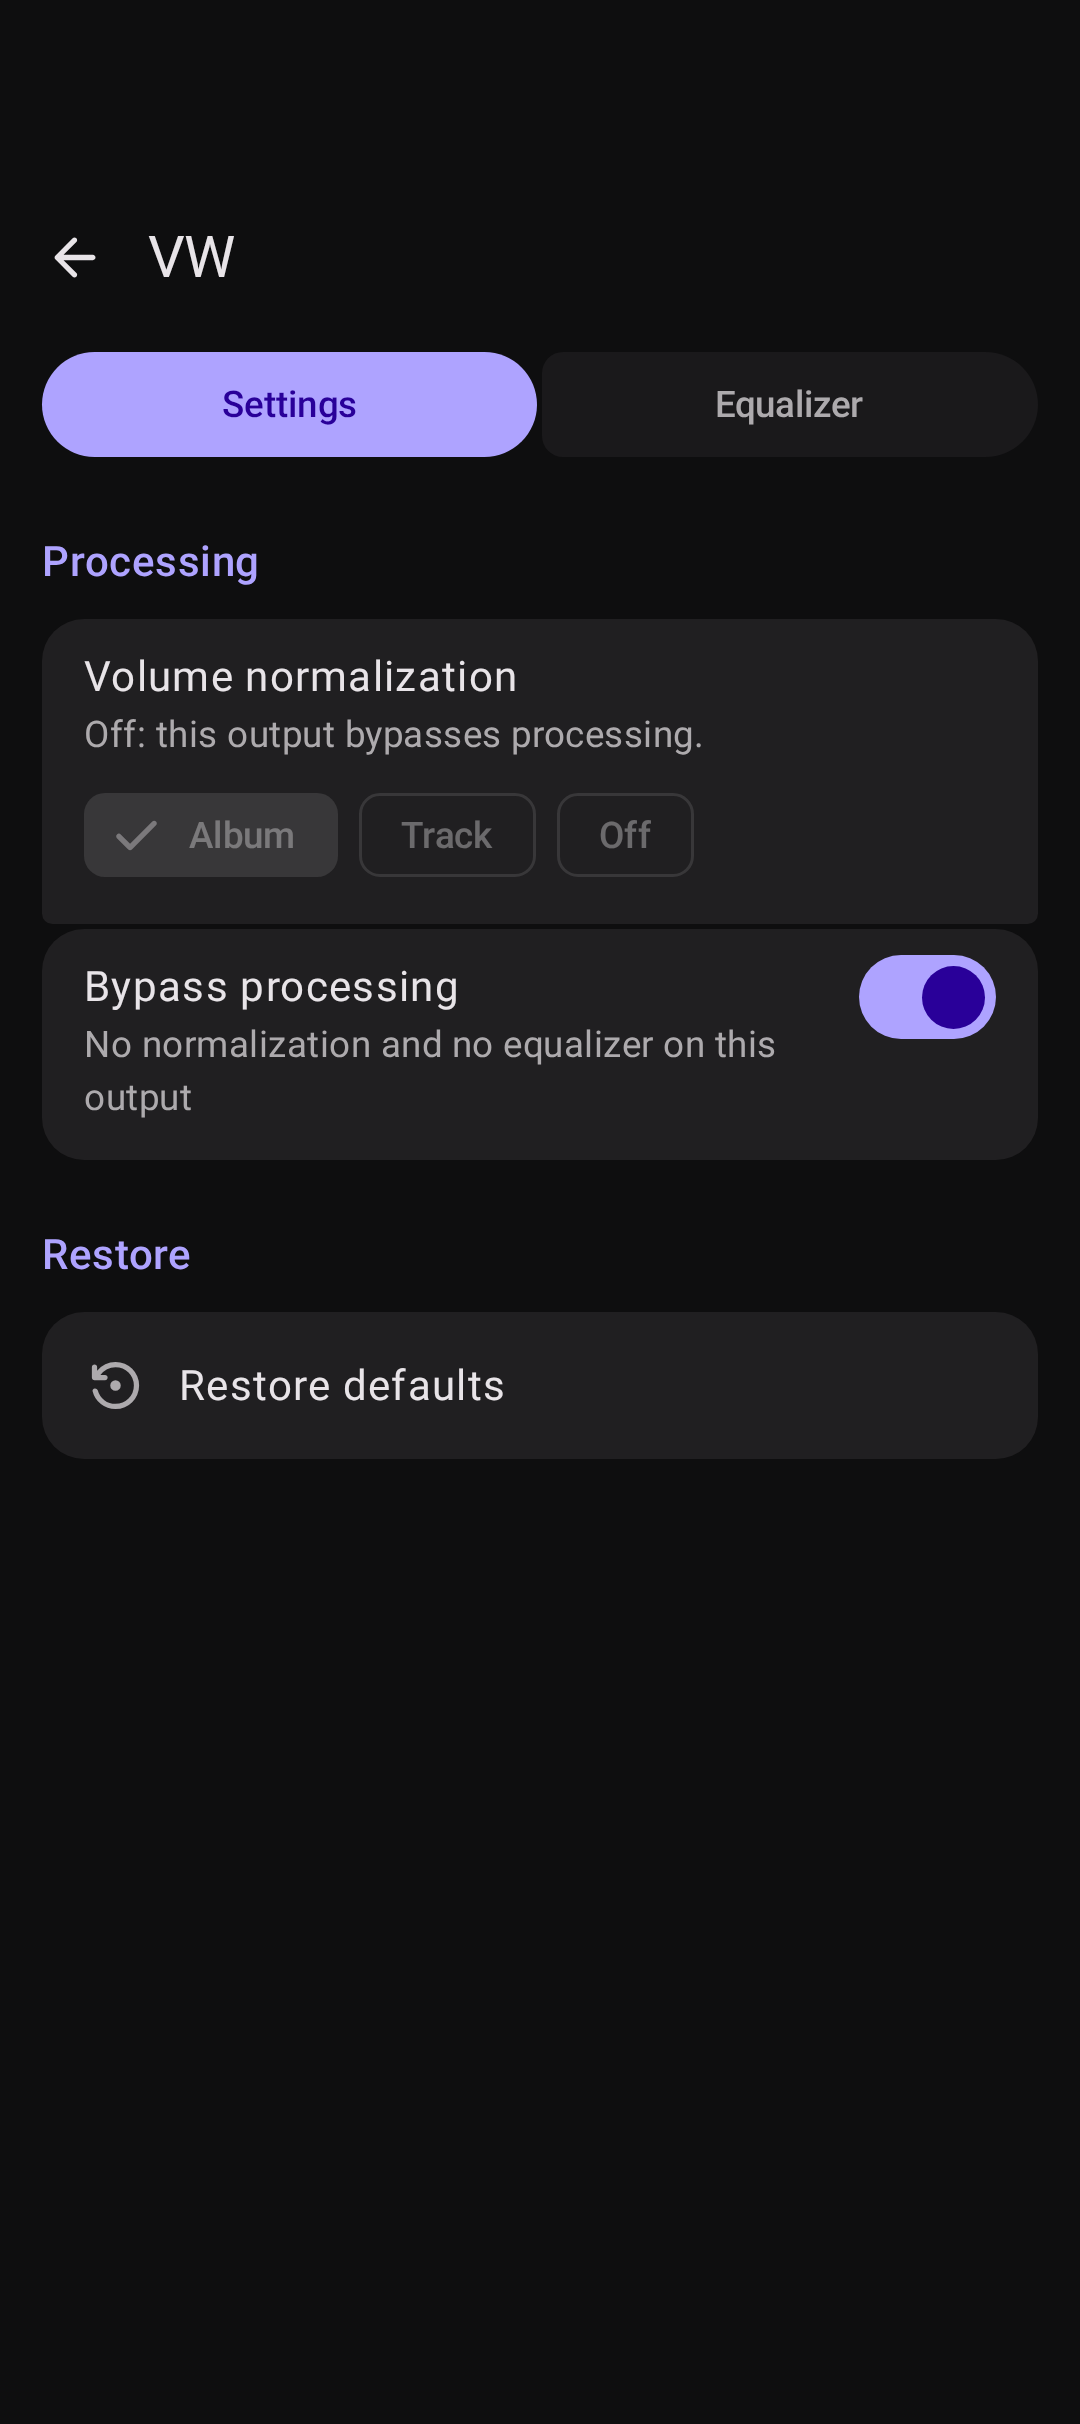 VW
Settings
Equalizer
Processing
Volume normalization
Off: this output bypasses processing.
Album
Track
Off
Bypass processing
No normalization and no equalizer on this
output
Restore
Restore defaults